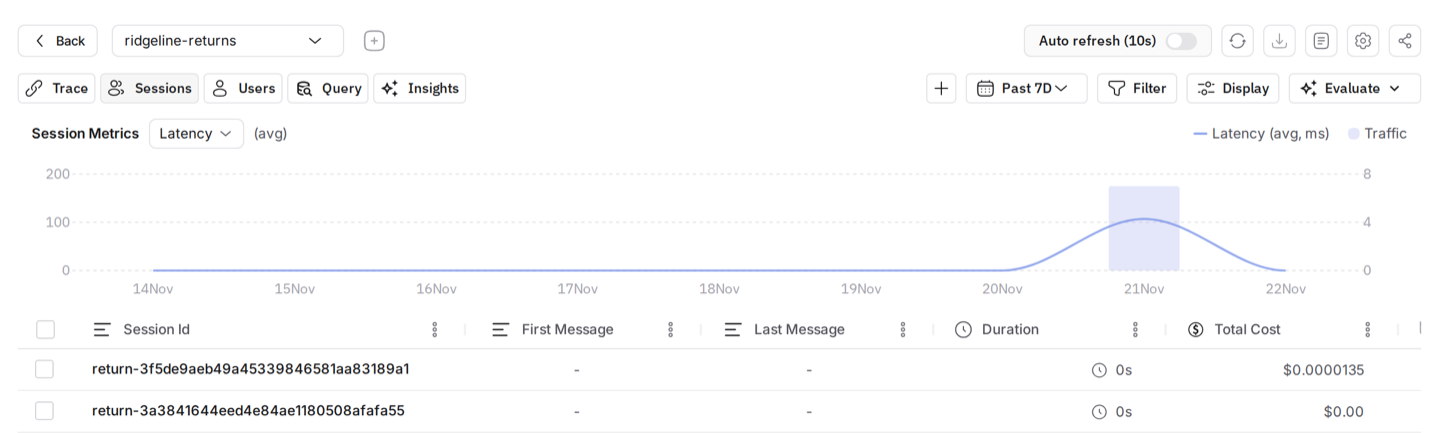 Back ridgeline-returns Auto refresh (10s)
Trace Sessions Users Query Insights Past 7D Filter Display Evaluate
Session Metrics Latency (avg) Latency (avg, ms) Traffic
200 8
100 4
0 0
14Nov 15Nov 16Nov 17Nov 18Nov 19Nov 20Nov 21Nov 22Nov
Session Id First Message Last Message Duration Total Cost
return-3f5de9aeb49a45339846581aa83189a1 - - 0s $0.0000135
return-3a3841644eed4e84ae1180508afafa55 - - 0s $0.00